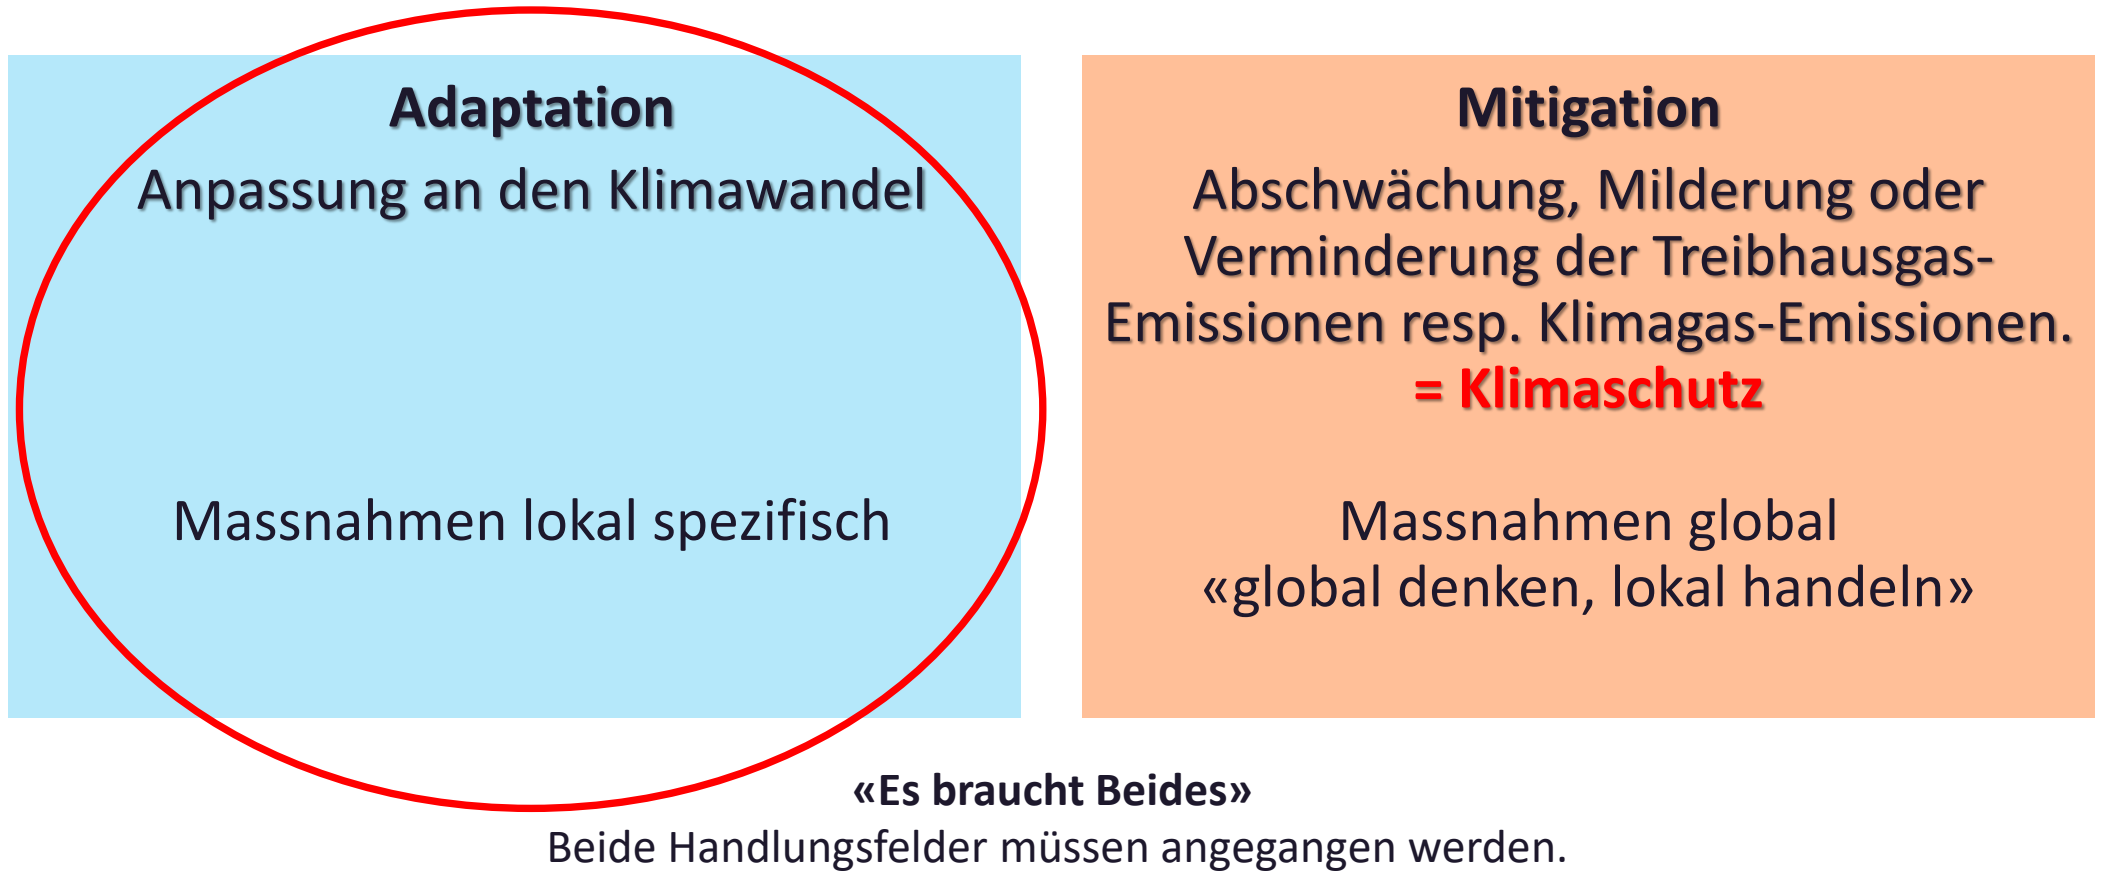 Adaptation
Anpassung an den Klimawandel
Massnahmen lokal spezifisch
Mitigation
Abschwächung, Milderung oder
Verminderung der Treibhausgas-
Emissionen resp. Klimagas-Emissionen.
= Klimaschutz
Massnahmen global
«global denken, lokal handeln»
«Es braucht Beides»
Beide Handlungsfelder müssen angegangen werden.